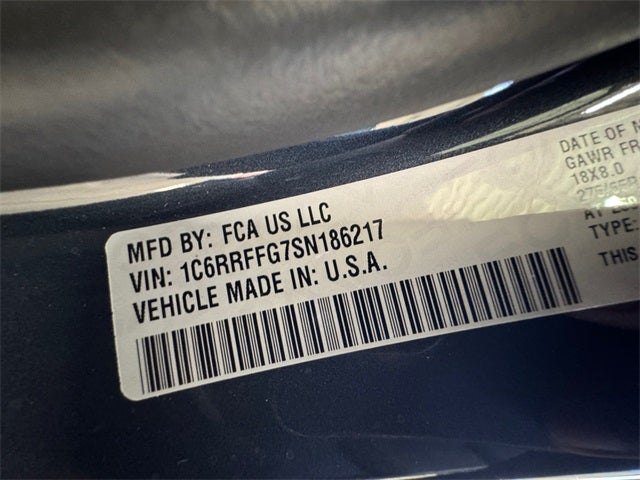 MFD BY: FCA US LLC
VIN: 1C6RRFFG7SN186217
VEHICLE MADE IN: U.S.A.
DATE OF
GAWR FR
18X8.0
TYPE:
THIS